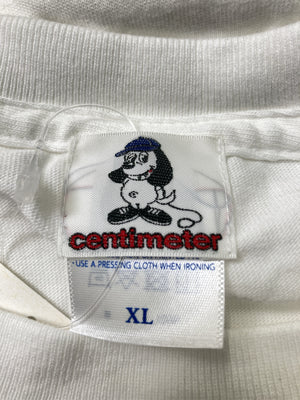 centimeter
• USE A PRESSING CLOTH WHEN IRONING
XL